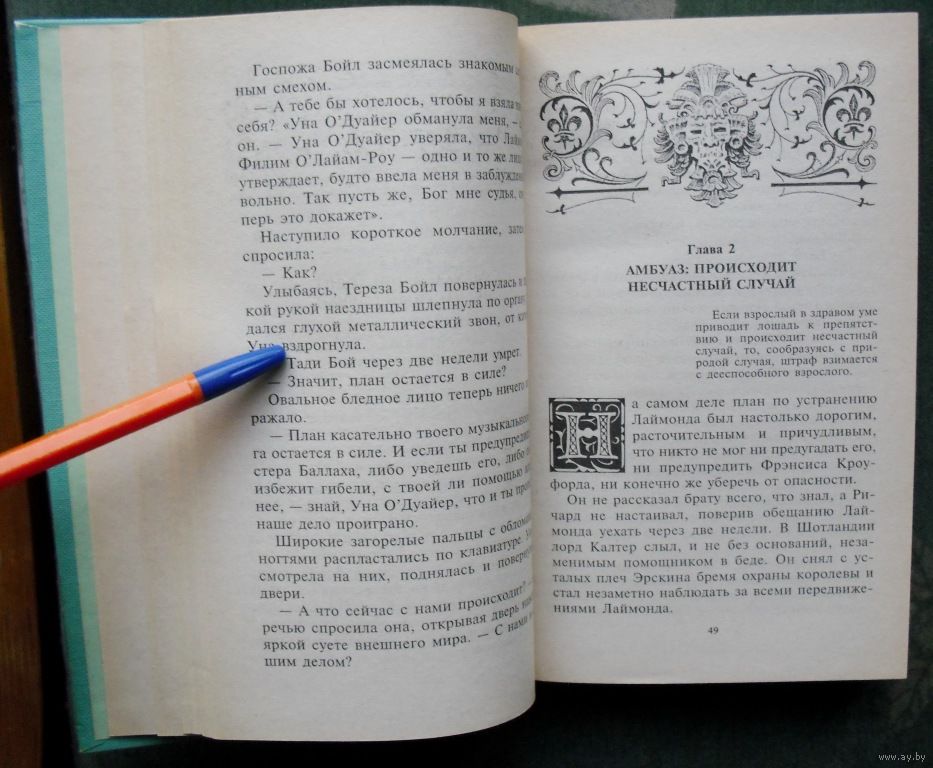 Госпожа Бойл засмеялась знакомым
ным смехом.
— А тебе бы хотелось, чтобы я взяла
себя? «Уна О'Дуайер обманула меня, —
он. — Уна О'Дуайер уверяла, что
Филим О'Лайам-Роу — одно и то же
утверждает, будто ввела меня в
вольно. Так пусть же, Бог мне судья,
перь это докажет».
Наступило короткое молчание,
спросила:
— Как?
Улыбаясь, Тереза Бойл повернулась и
кой рукой наездницы шлепнула по
дался глухой металлический звон, от
Уна вздрогнула.
Тади Бой через две недели умрет.
— Значит, план остается в силе?
Овальное бледное лицо теперь ничего
ражало.
— План касательно твоего
га остается в силе. И если ты
стера Баллаха, либо уведешь его, либо
избежит гибели, с твоей ли помощью
нее, — знай, Уна О'Дуайер, что и ты
наше дело проиграно.
Широкие загорелые пальцы с
ногтями распластались по клавиатуре.
смотрела на них, поднялась и
двери.
— А что сейчас с нами происходит? —
речью спросила она, открывая дверь
яркой суете внешнего мира. — С
шим делом?
Глава 2
АМБУАЗ: ПРОИСХОДИТ
НЕСЧАСТНЫЙ СЛУЧАЙ
Если взрослый в здравом уме
приводит лошадь к препятст-
вию и происходит несчастный
случай, то, сообразуясь с при-
родой случая, штраф взимается
с дееспособного взрослого.
На самом деле план по устранению
Лаймонда был настолько дорогим,
расточительным и причудливым,
что никто не мог ни предугадать его,
ни предупредить Фрэнсиса Кроу-
форда, ни конечно же уберечь от опасности.
Он не рассказал брату всего, что знал, а Ри-
чард не настаивал, поверив обещанию Лай-
монда уехать через две недели. В Шотландии
лорд Калтер слыл, и не без оснований, неза-
менимым помощником в беде. Он снял с ус-
талых плеч Эрскина бремя охраны королевы и
стал незаметно наблюдать за всеми передвиже-
ниями Лаймонда.
49
www.ay.by